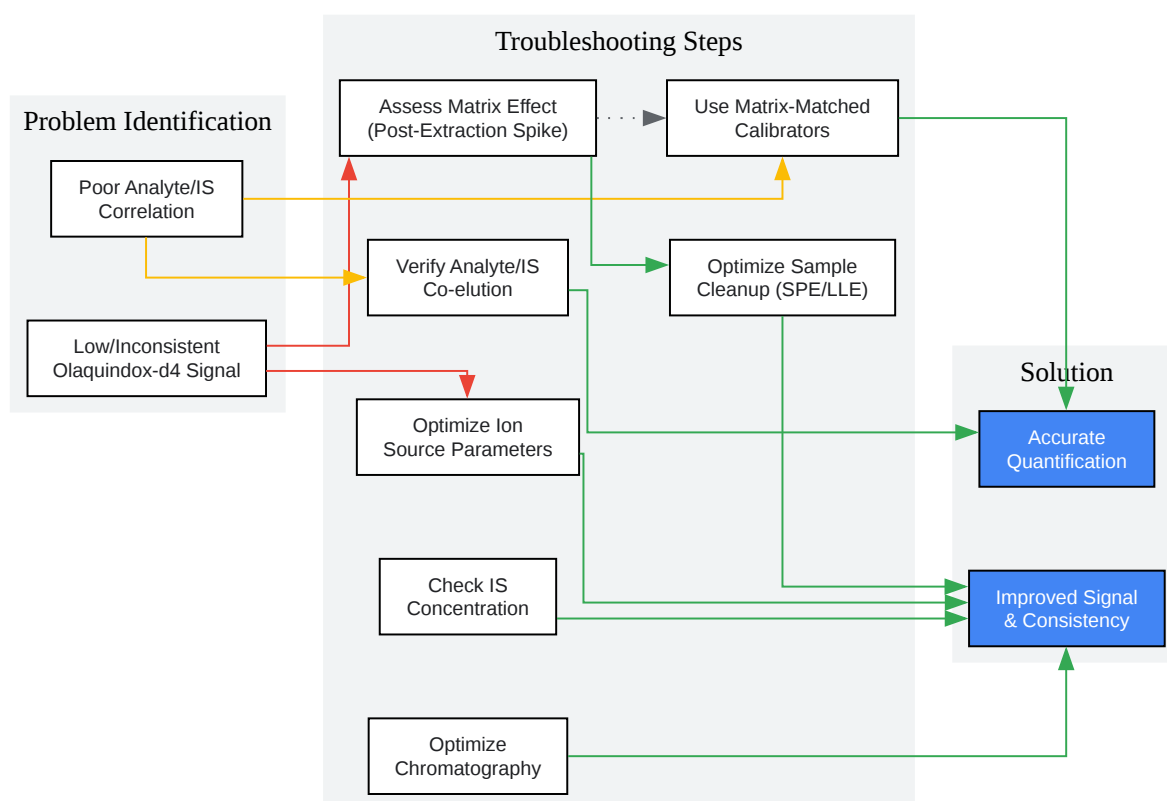 Troubleshooting Steps
Problem Identification
Assess Matrix Effect
(Post-Extraction Spike)
Use Matrix-Matched
Calibrators
Poor Analyte/IS
Correlation
Verify Analyte/IS
Co-elution
Optimize Sample
Cleanup (SPE/LLE)
Low/Inconsistent
Olaquindox-d4 Signal
Solution
Optimize Ion
Source Parameters
Accurate
Quantification
Check IS
Concentration
Improved Signal
& Consistency
Optimize
Chromatography